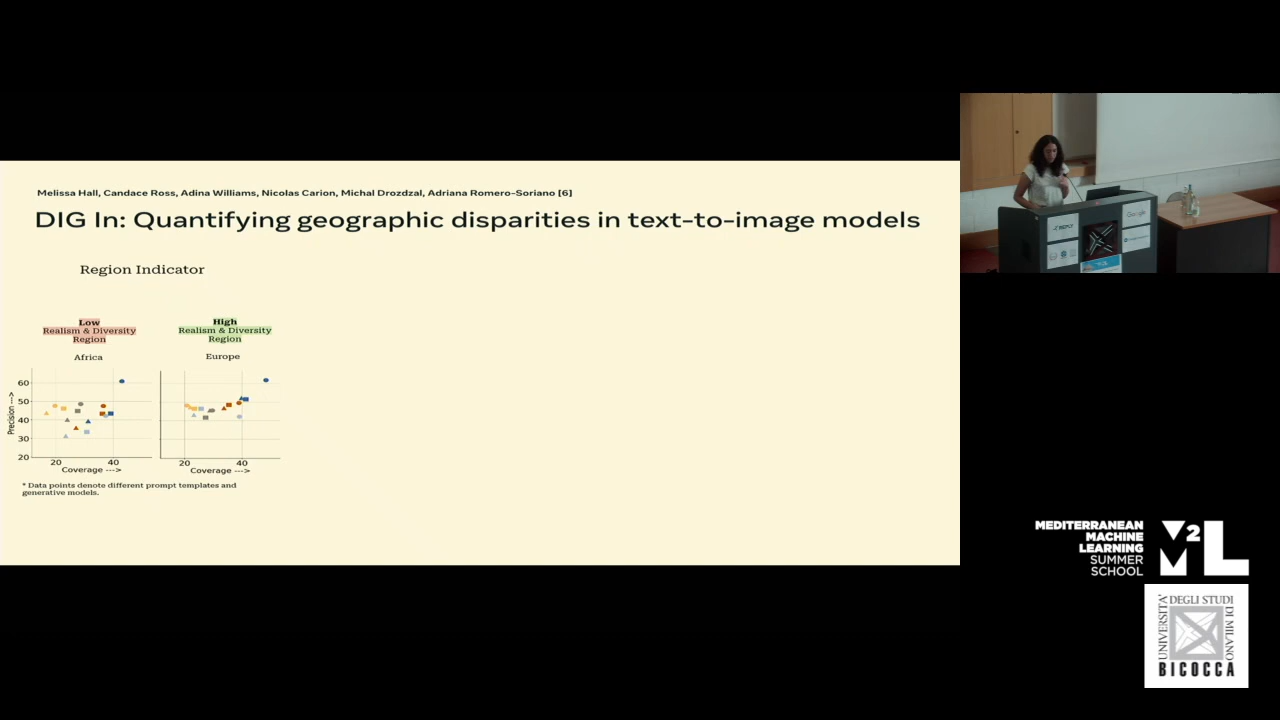 Melissa Hall, Candace Ross, Adina Williams, Nicolas Carion, Michal Drozdzal, Adriana Romero-Soriano [6]
DIG In: Quantifying geographic disparities in text-to-image models
Region Indicator
Low
Realism & Diversity
Region
High
Realism & Diversity
Region
Africa
Europe
Precision --->
60
50
40
30
20
20
40
20
40
Coverage --->
Coverage --->
* Data points denote different prompt templates and
generative models.
Google
MEDITERRANEAN
MACHINE
LEARNING
SUMMER
SCHOOL
M2L
UNIVERSITA'
DEGLI STUDI
DI MILANO
BICOCCA